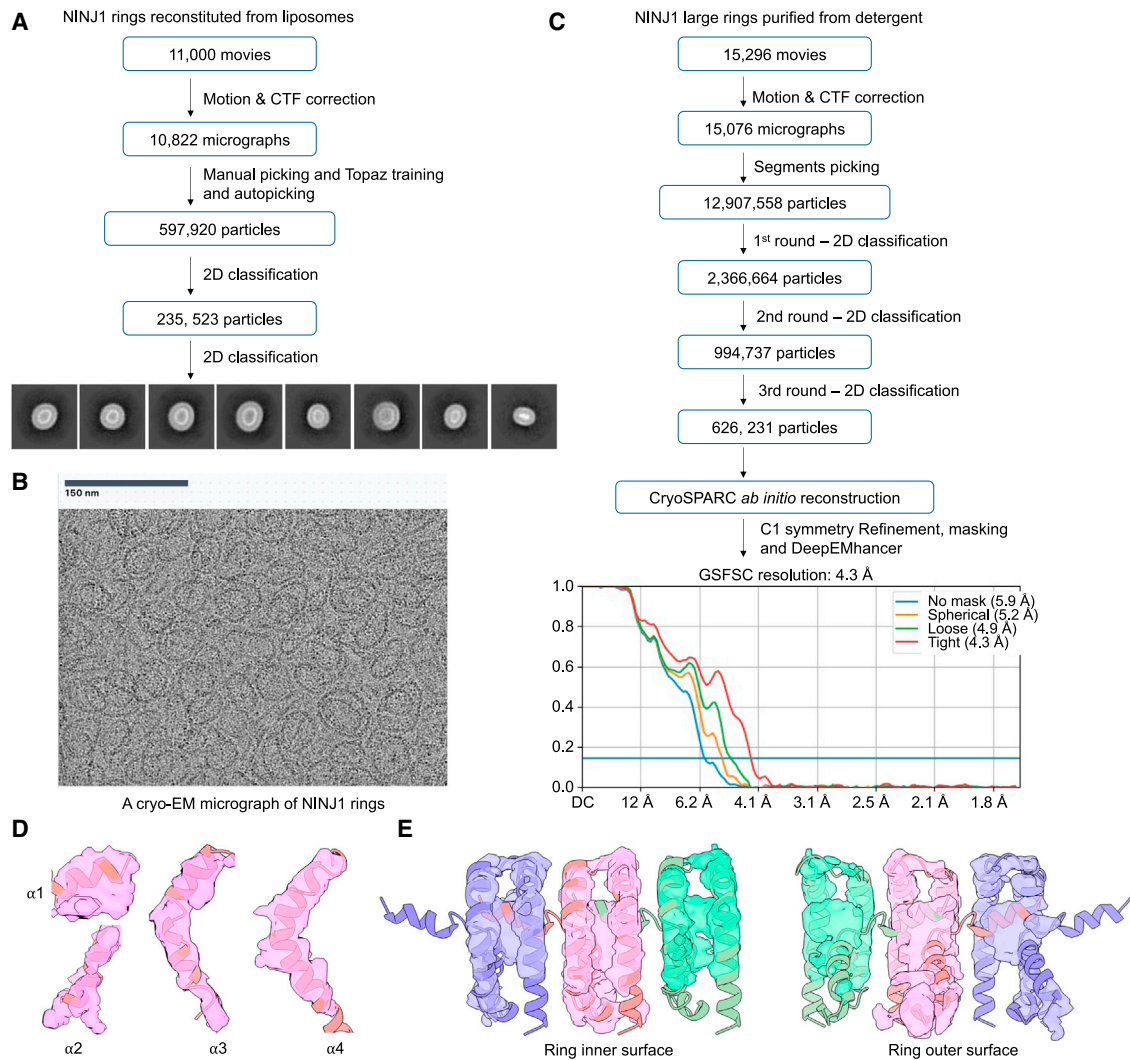 A
NINJ1 rings reconstituted from liposomes
11,000 movies
Motion & CTF correction
10,822 micrographs
Manual picking and Topaz training
and autopicking
597,920 particles
2D classification
235, 523 particles
2D classification
B
150 nm
A cryo-EM micrograph of NINJ1 rings
C
NINJ1 large rings purified from detergent
15,296 movies
Motion & CTF correction
15,076 micrographs
Segments picking
12,907,558 particles
1st round – 2D classification
2,366,664 particles
2nd round – 2D classification
994,737 particles
3rd round – 2D classification
626, 231 particles
CryoSPARC ab initio reconstruction
C1 symmetry Refinement, masking
and DeepEMhancer
GSFSC resolution: 4.3 Å
1.0
0.8
0.6
0.4
0.2
0.0
No mask (5.9 Å)
Spherical (5.2 Å)
Loose (4.9 Å)
Tight (4.3 Å)
DC 12 Å 6.2 Å 4.1 Å 3.1 Å 2.5 Å 2.1 Å 1.8 Å
D
α1
α2 α3 α4
E
Ring inner surface Ring outer surface